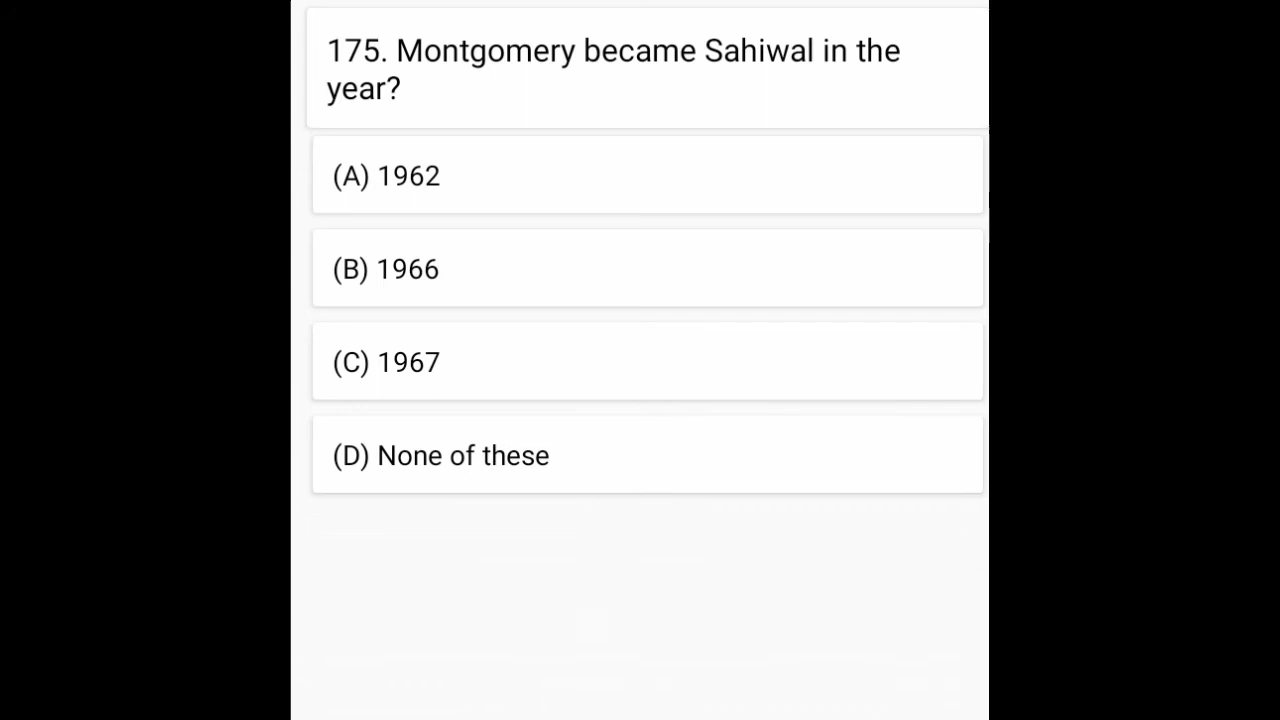 175. Montgomery became Sahiwal in the
year?
(A) 1962
(B) 1966
(C) 1967
(D) None of these